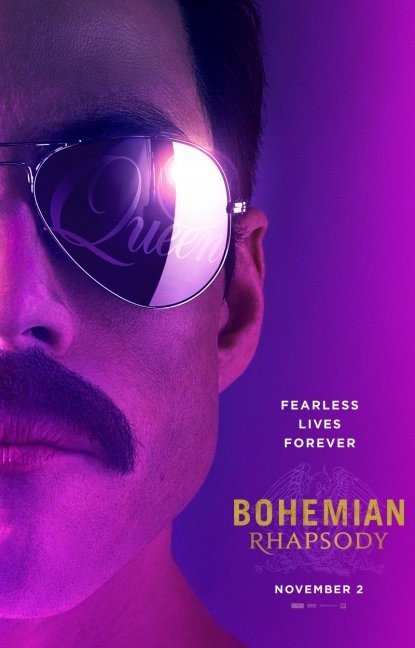 Queen
FEARLESS
LIVES
FOREVER
BOHEMIAN
RHAPSODY
NOVEMBER 2